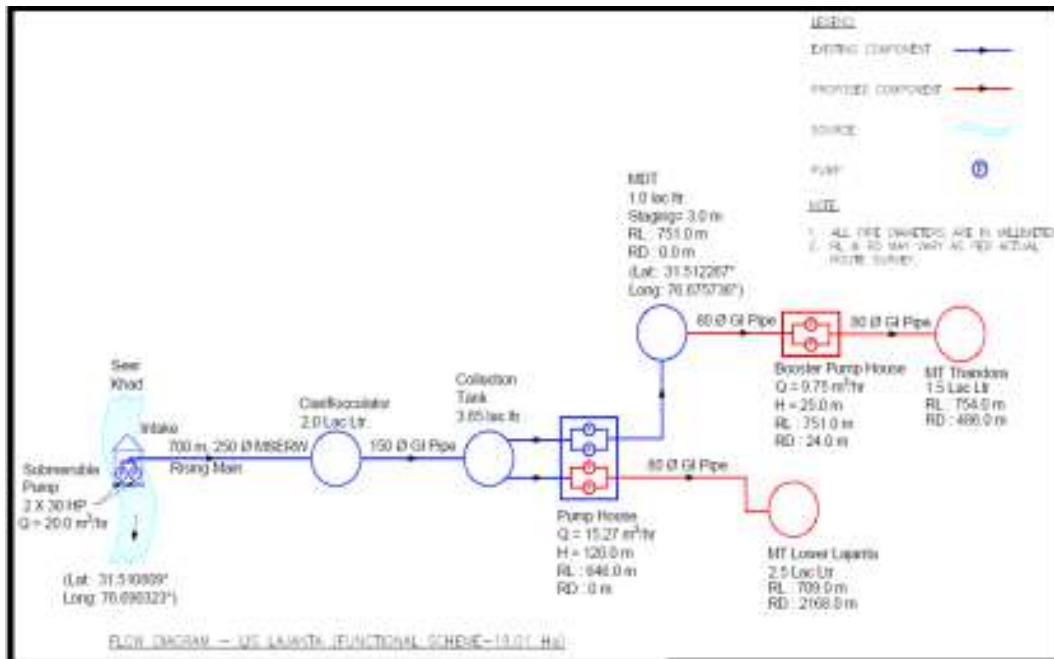 LEGEND:
EXISTING COMPONENT
PROPOSED COMPONENT
SOURCE
PUMP
NOTE:
1. ALL PIPE DIAMETERS ARE IN MILLIMETER
2. RL & RD MAY VARY AS PER ACTUAL
ROUTE SURVEY.
MDT
1.0 lac ltr
Staging= 3.0 m
RL : 751.0 m
RD : 0.0 m
(Lat: 31.512267°
Long: 76.675736°)
80 Ø GI Pipe
80 Ø GI Pipe
Booster Pump House
Q = 9.75 m³/hr
H = 25.0 m
RL : 751.0 m
RD : 24.0 m
MT Thandora
1.5 Lac Ltr
RL : 754.0 m
RD : 486.0 m
Seer
Khad
Intake
700 m, 250 Ø MSERW
Rising Main
Submersible
Pump
2 X 30 HP
Q = 20.0 m³/hr
Clariflocculator
2.0 Lac Ltr.
150 Ø GI Pipe
Collection
Tank
3.65 lac ltr
80 Ø GI Pipe
Pump House
Q = 15.27 m³/hr
H = 126.0 m
RL : 646.0 m
RD : 0 m
MT Lower Lajanta
2.5 Lac Ltr
RL : 709.0 m
RD : 2168.0 m
(Lat: 31.510809°
Long: 76.690323°)
FLOW DIAGRAM - LIS LAJANTA (FUNCTIONAL SCHEME-19.01 Ha)